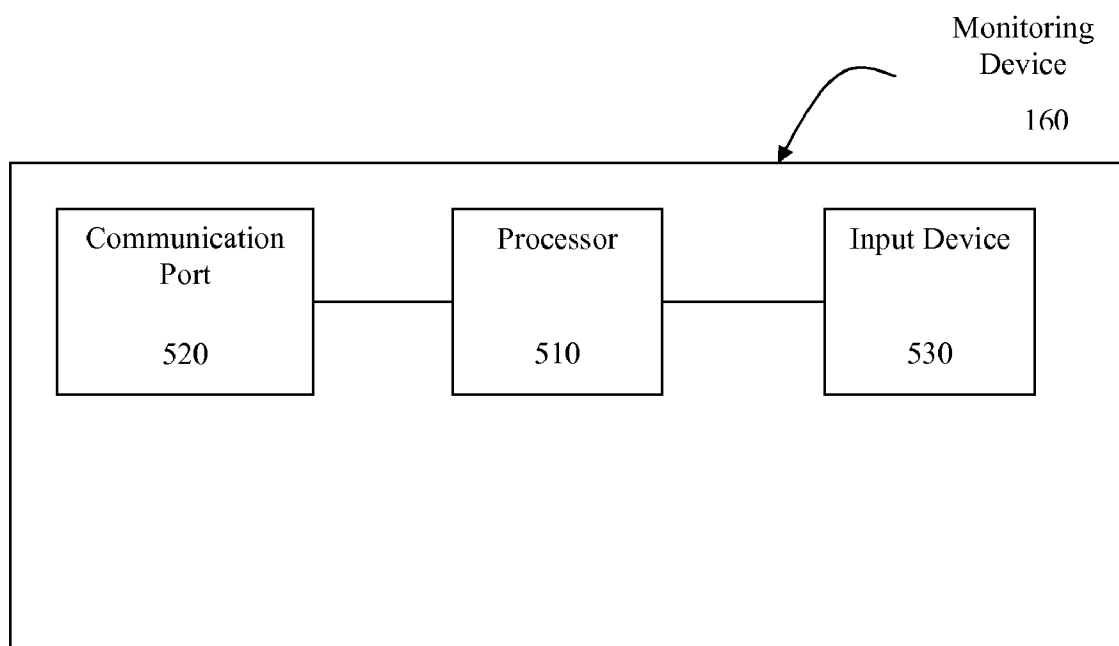 Monitoring
Device
160
Communication
Port
520
Processor
510
Input Device
530